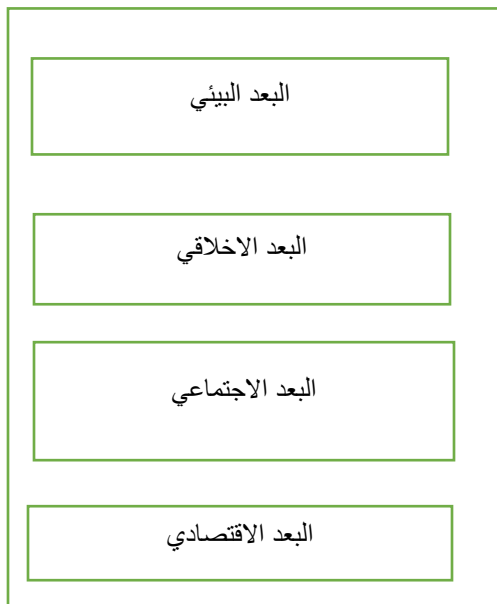 البعد البيئي
البعد الاخلاقي
البعد الاجتماعي
البعد الاقتصادي